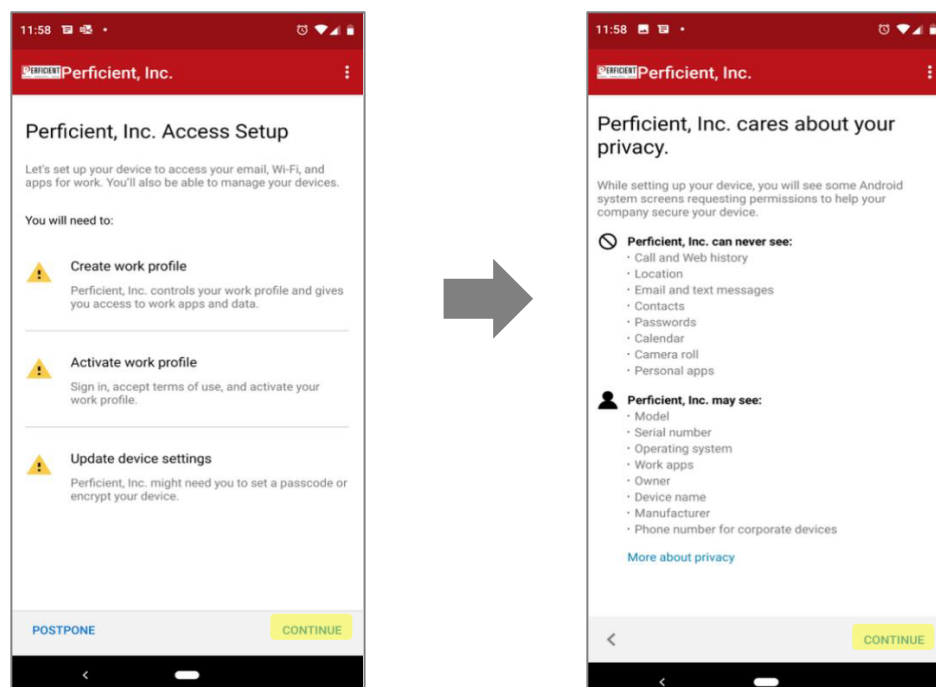 11:58
PERFICIENT Perficient, Inc.
Perficient, Inc. Access Setup
Let's set up your device to access your email, Wi-Fi, and
apps for work. You'll also be able to manage your devices.
You will need to:
Create work profile
Perficient, Inc. controls your work profile and gives
you access to work apps and data.
Activate work profile
Sign in, accept terms of use, and activate your
work profile.
Update device settings
Perficient, Inc. might need you to set a passcode or
encrypt your device.
POSTPONE CONTINUE
11:58
PERFICIENT Perficient, Inc.
Perficient, Inc. cares about your
privacy.
While setting up your device, you will see some Android
system screens requesting permissions to help your
company secure your device.
Perficient, Inc. can never see:
· Call and Web history
· Location
· Email and text messages
· Contacts
· Passwords
· Calendar
· Camera roll
· Personal apps
Perficient, Inc. may see:
· Model
· Serial number
· Operating system
· Work apps
· Owner
· Device name
· Manufacturer
· Phone number for corporate devices
More about privacy
CONTINUE